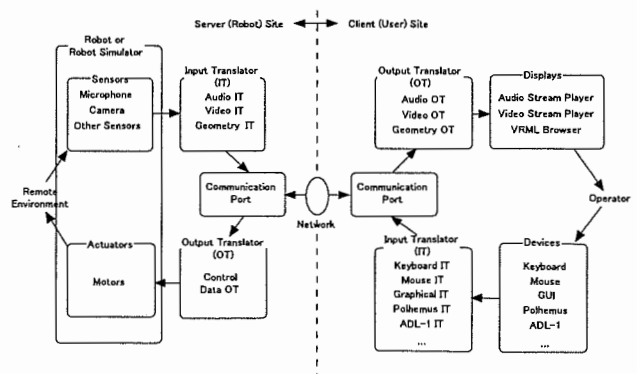 Server (Robot) Site
Client (User) Site
Robot or
Robot Simulator
Sensors
Microphone
Camera
Other Sensors
Input Translator
(IT)
Audio IT
Video IT
Geometry IT
Output Translator
(OT)
Audio OT
Video OT
Geometry OT
Displays
Audio Stream Player
Video Stream Player
VRML Browser
Remote
Environment
Communication
Port
Network
Communication
Port
Operator
Actuators
Motors
Output Translator
(OT)
Control
Data OT
Input Translator
(IT)
Keyboard IT
Mouse IT
Graphical IT
Polhemus IT
ADL-1 IT
...
Devices
Keyboard
Mouse
GUI
Polhemus
ADL-1
...